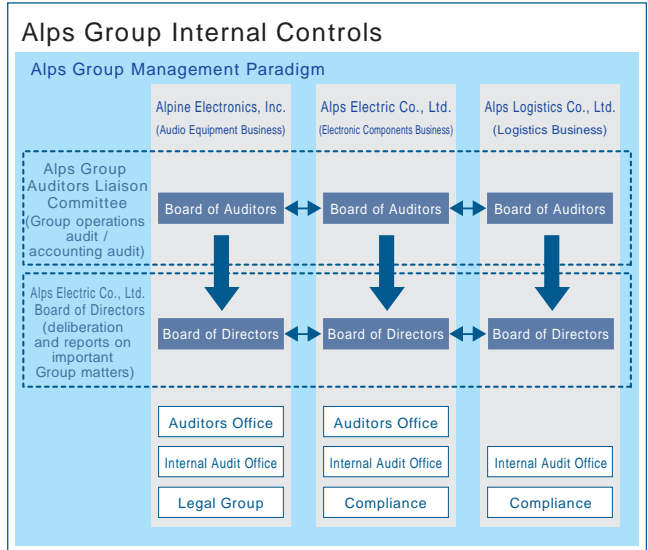 Alps Group Internal Controls
Alps Group Management Paradigm
Alpine Electronics, Inc.
(Audio Equipment Business)
Alps Electric Co., Ltd.
(Electronic Components Business)
Alps Logistics Co., Ltd.
(Logistics Business)
Alps Group
Auditors Liaison
Committee
(Group operations
audit /
accounting audit)
Board of Auditors
Board of Auditors
Board of Auditors
Alps Electric Co., Ltd.
Board of Directors
(deliberation
and reports on
important
Group matters)
Board of Directors
Board of Directors
Board of Directors
Auditors Office
Auditors Office
Internal Audit Office
Internal Audit Office
Internal Audit Office
Legal Group
Compliance
Compliance